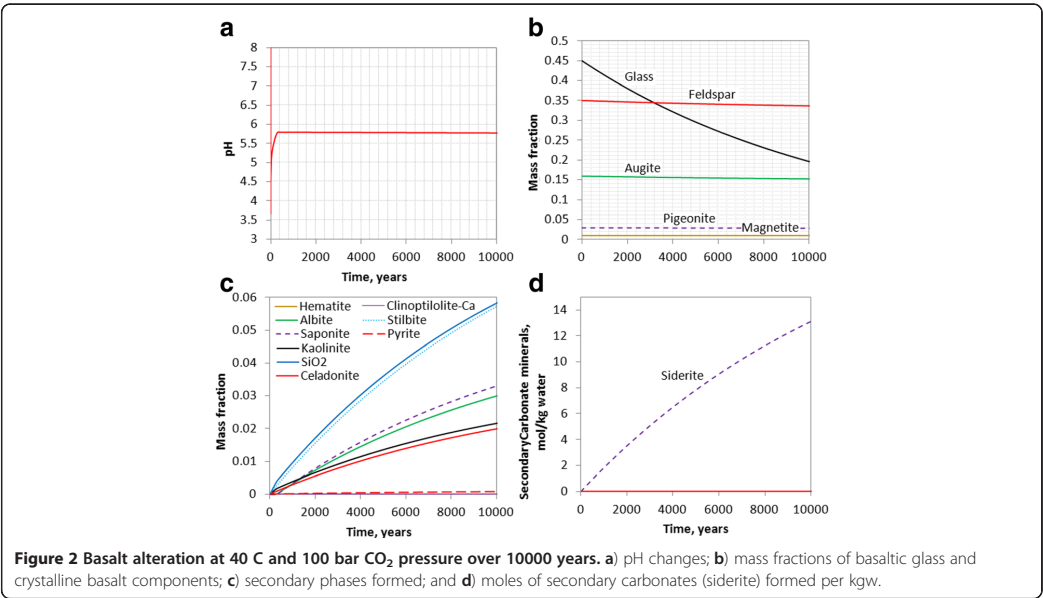 a
8
7.5
7
6.5
6
5.5
5
4.5
4
3.5
3
pH
0 2000 4000 6000 8000 10000
Time, years
b
0.5
0.45
0.4
0.35
0.3
0.25
0.2
0.15
0.1
0.05
0
Mass fraction
Glass
Feldspar
Augite
Pigeonite
Magnetite
0 2000 4000 6000 8000 10000
c
0.06
0.05
0.04
0.03
0.02
0.01
0
Mass fraction
Hematite
Albite
Saponite
Kaolinite
SiO2
Celadonite
Clinoptilolite-Ca
Stilbite
Pyrite
0 2000 4000 6000 8000 10000
Time, years
d
14
12
10
8
6
4
2
0
SecondaryCarbonate minerals,
mol/kg water
Siderite
0 2000 4000 6000 8000 10000
Time, years
Figure 2 Basalt alteration at 40 C and 100 bar CO₂ pressure over 10000 years. a) pH changes; b) mass fractions of basaltic glass and
crystalline basalt components; c) secondary phases formed; and d) moles of secondary carbonates (siderite) formed per kgw.